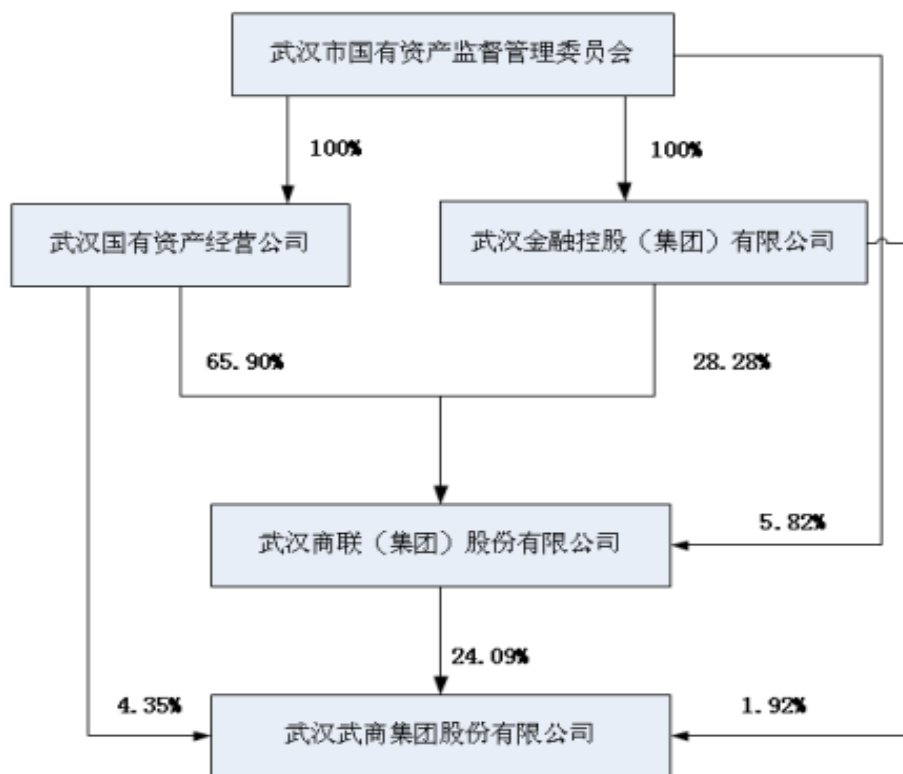 武汉市国有资产监督管理委员会
100%
100%
武汉国有资产经营公司
武汉金融控股（集团）有限公司
65.90%
28.28%
武汉商联（集团）股份有限公司
5.82%
24.09%
4.35%
武汉武商集团股份有限公司
1.92%